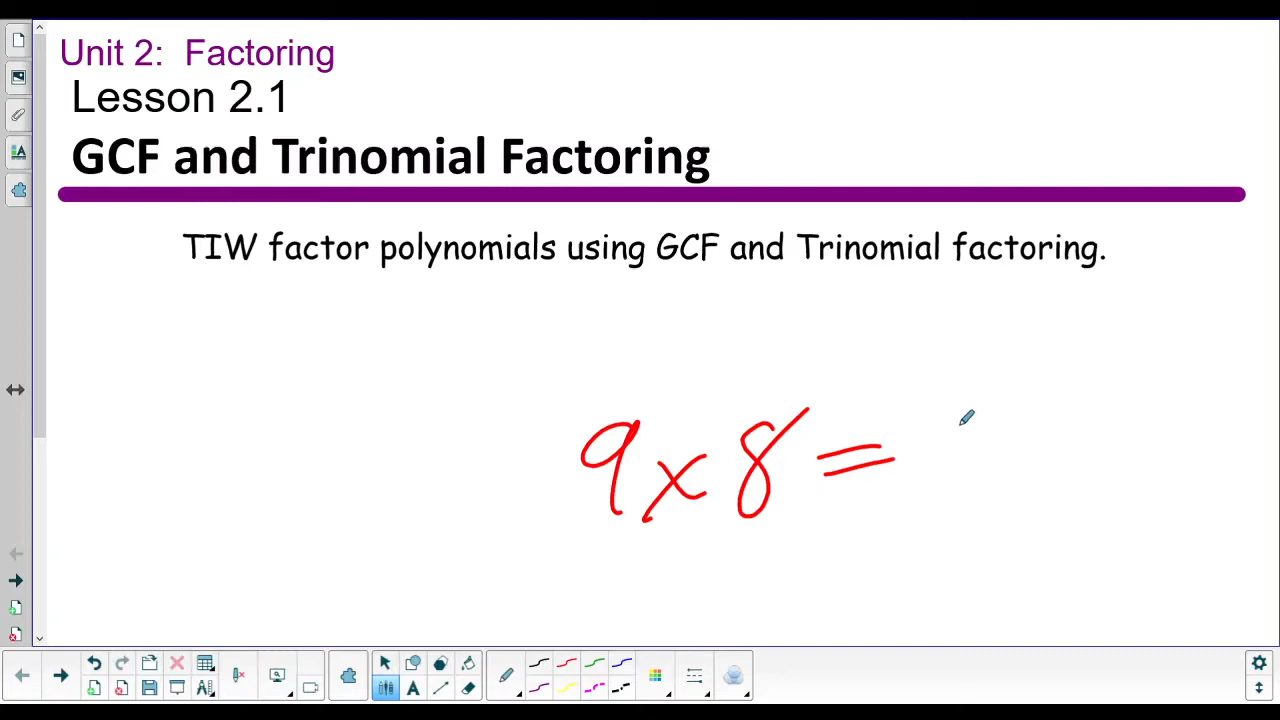 Unit 2: Factoring
Lesson 2.1
GCF and Trinomial Factoring
TIW factor polynomials using GCF and Trinomial factoring.
9 x 8 =